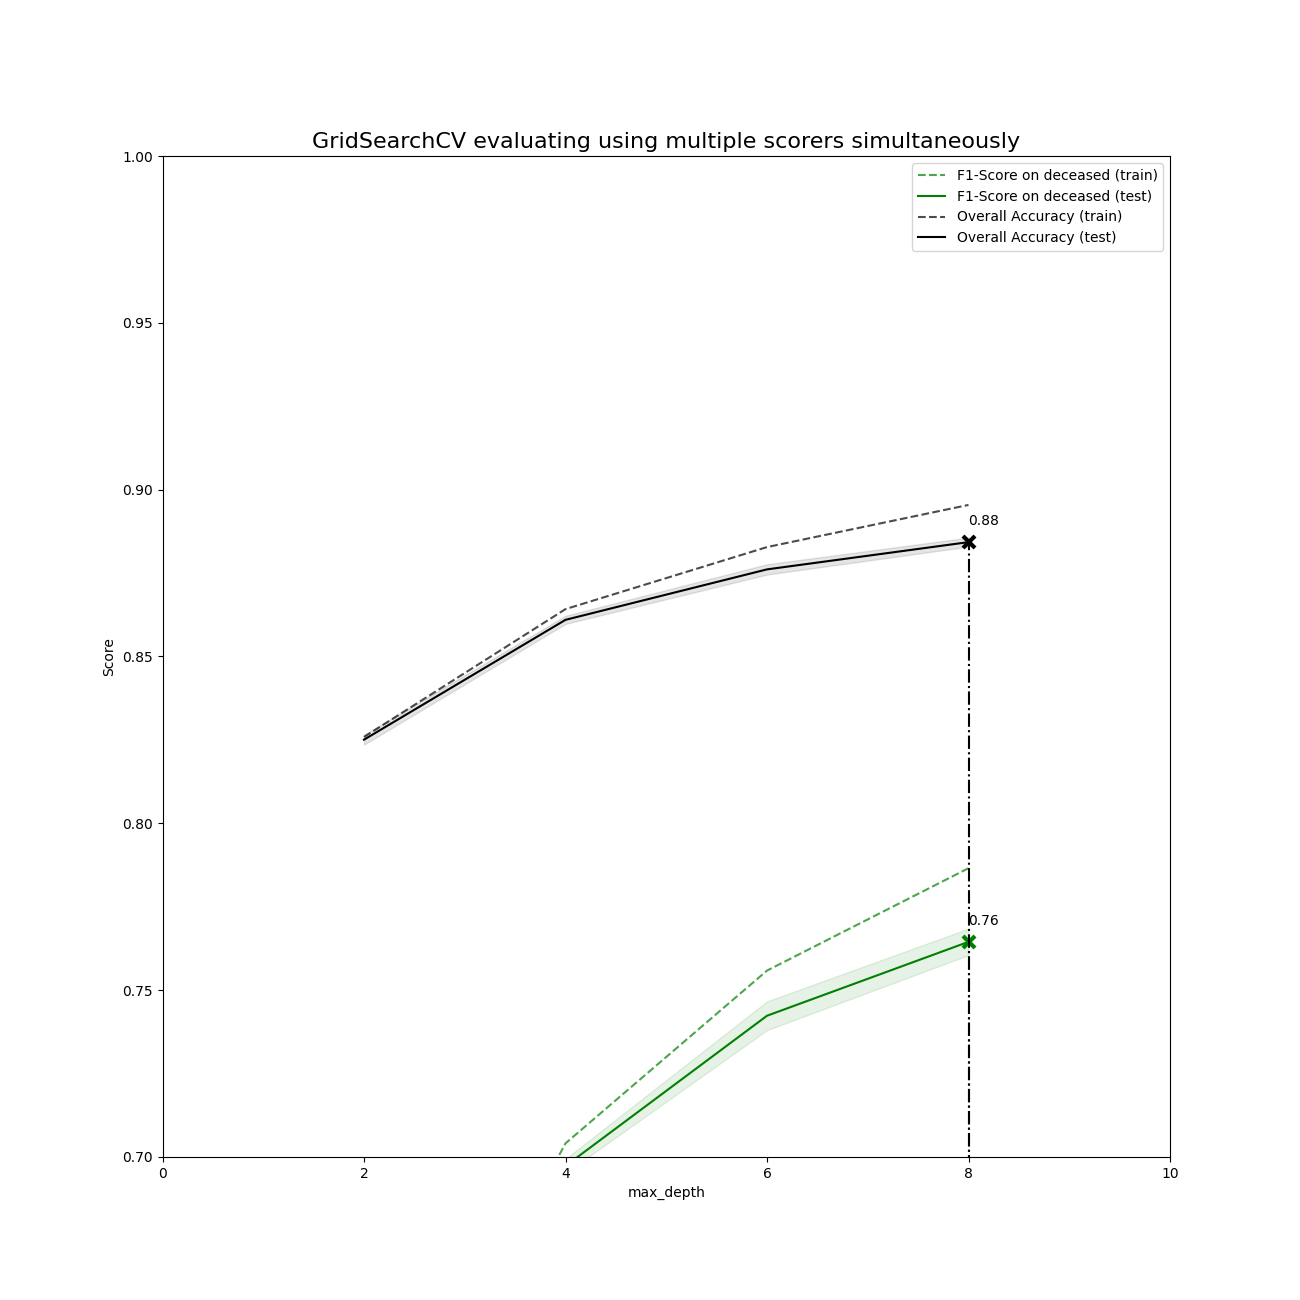 GridSearchCV evaluating using multiple scorers simultaneously
1.00
0.95
0.90
0.85
0.80
0.75
0.70
Score
F1-Score on deceased (train)
F1-Score on deceased (test)
Overall Accuracy (train)
Overall Accuracy (test)
0.88
0.76
0 2 4 6 8 10
max_depth